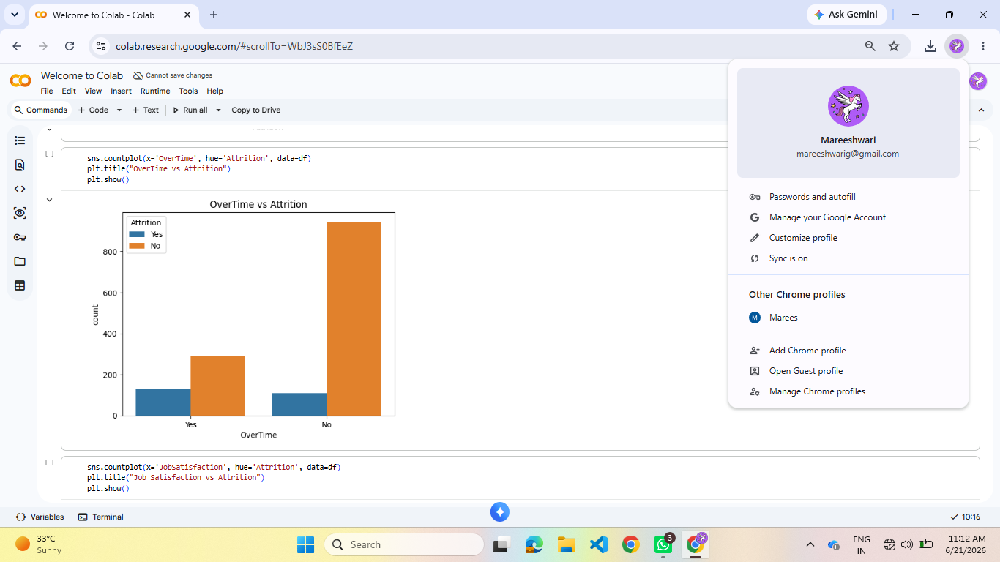 Welcome to Colab - Colab
Ask Gemini
colab.research.google.com/#scrollTo=WbJ3sS0BfEeZ
Welcome to Colab
Cannot save changes
File Edit View Insert Runtime Tools Help
Commands + Code + Text Run all Copy to Drive
[ ]
sns.countplot(x='OverTime', hue='Attrition', data=df)
plt.title("OverTime vs Attrition")
plt.show()
OverTime vs Attrition
Attrition
Yes
No
800
600
400
200
0
count
Yes No
OverTime
[ ]
sns.countplot(x='JobSatisfaction', hue='Attrition', data=df)
plt.title("Job Satisfaction vs Attrition")
plt.show()
Mareeshwari
mareeshwarig@gmail.com
Passwords and autofill
Manage your Google Account
Customize profile
Sync is on
Other Chrome profiles
M Marees
Add Chrome profile
Open Guest profile
Manage Chrome profiles
Variables Terminal
10:16
33°C
Sunny
Search
3
ENG
IN
11:12 AM
6/21/2026